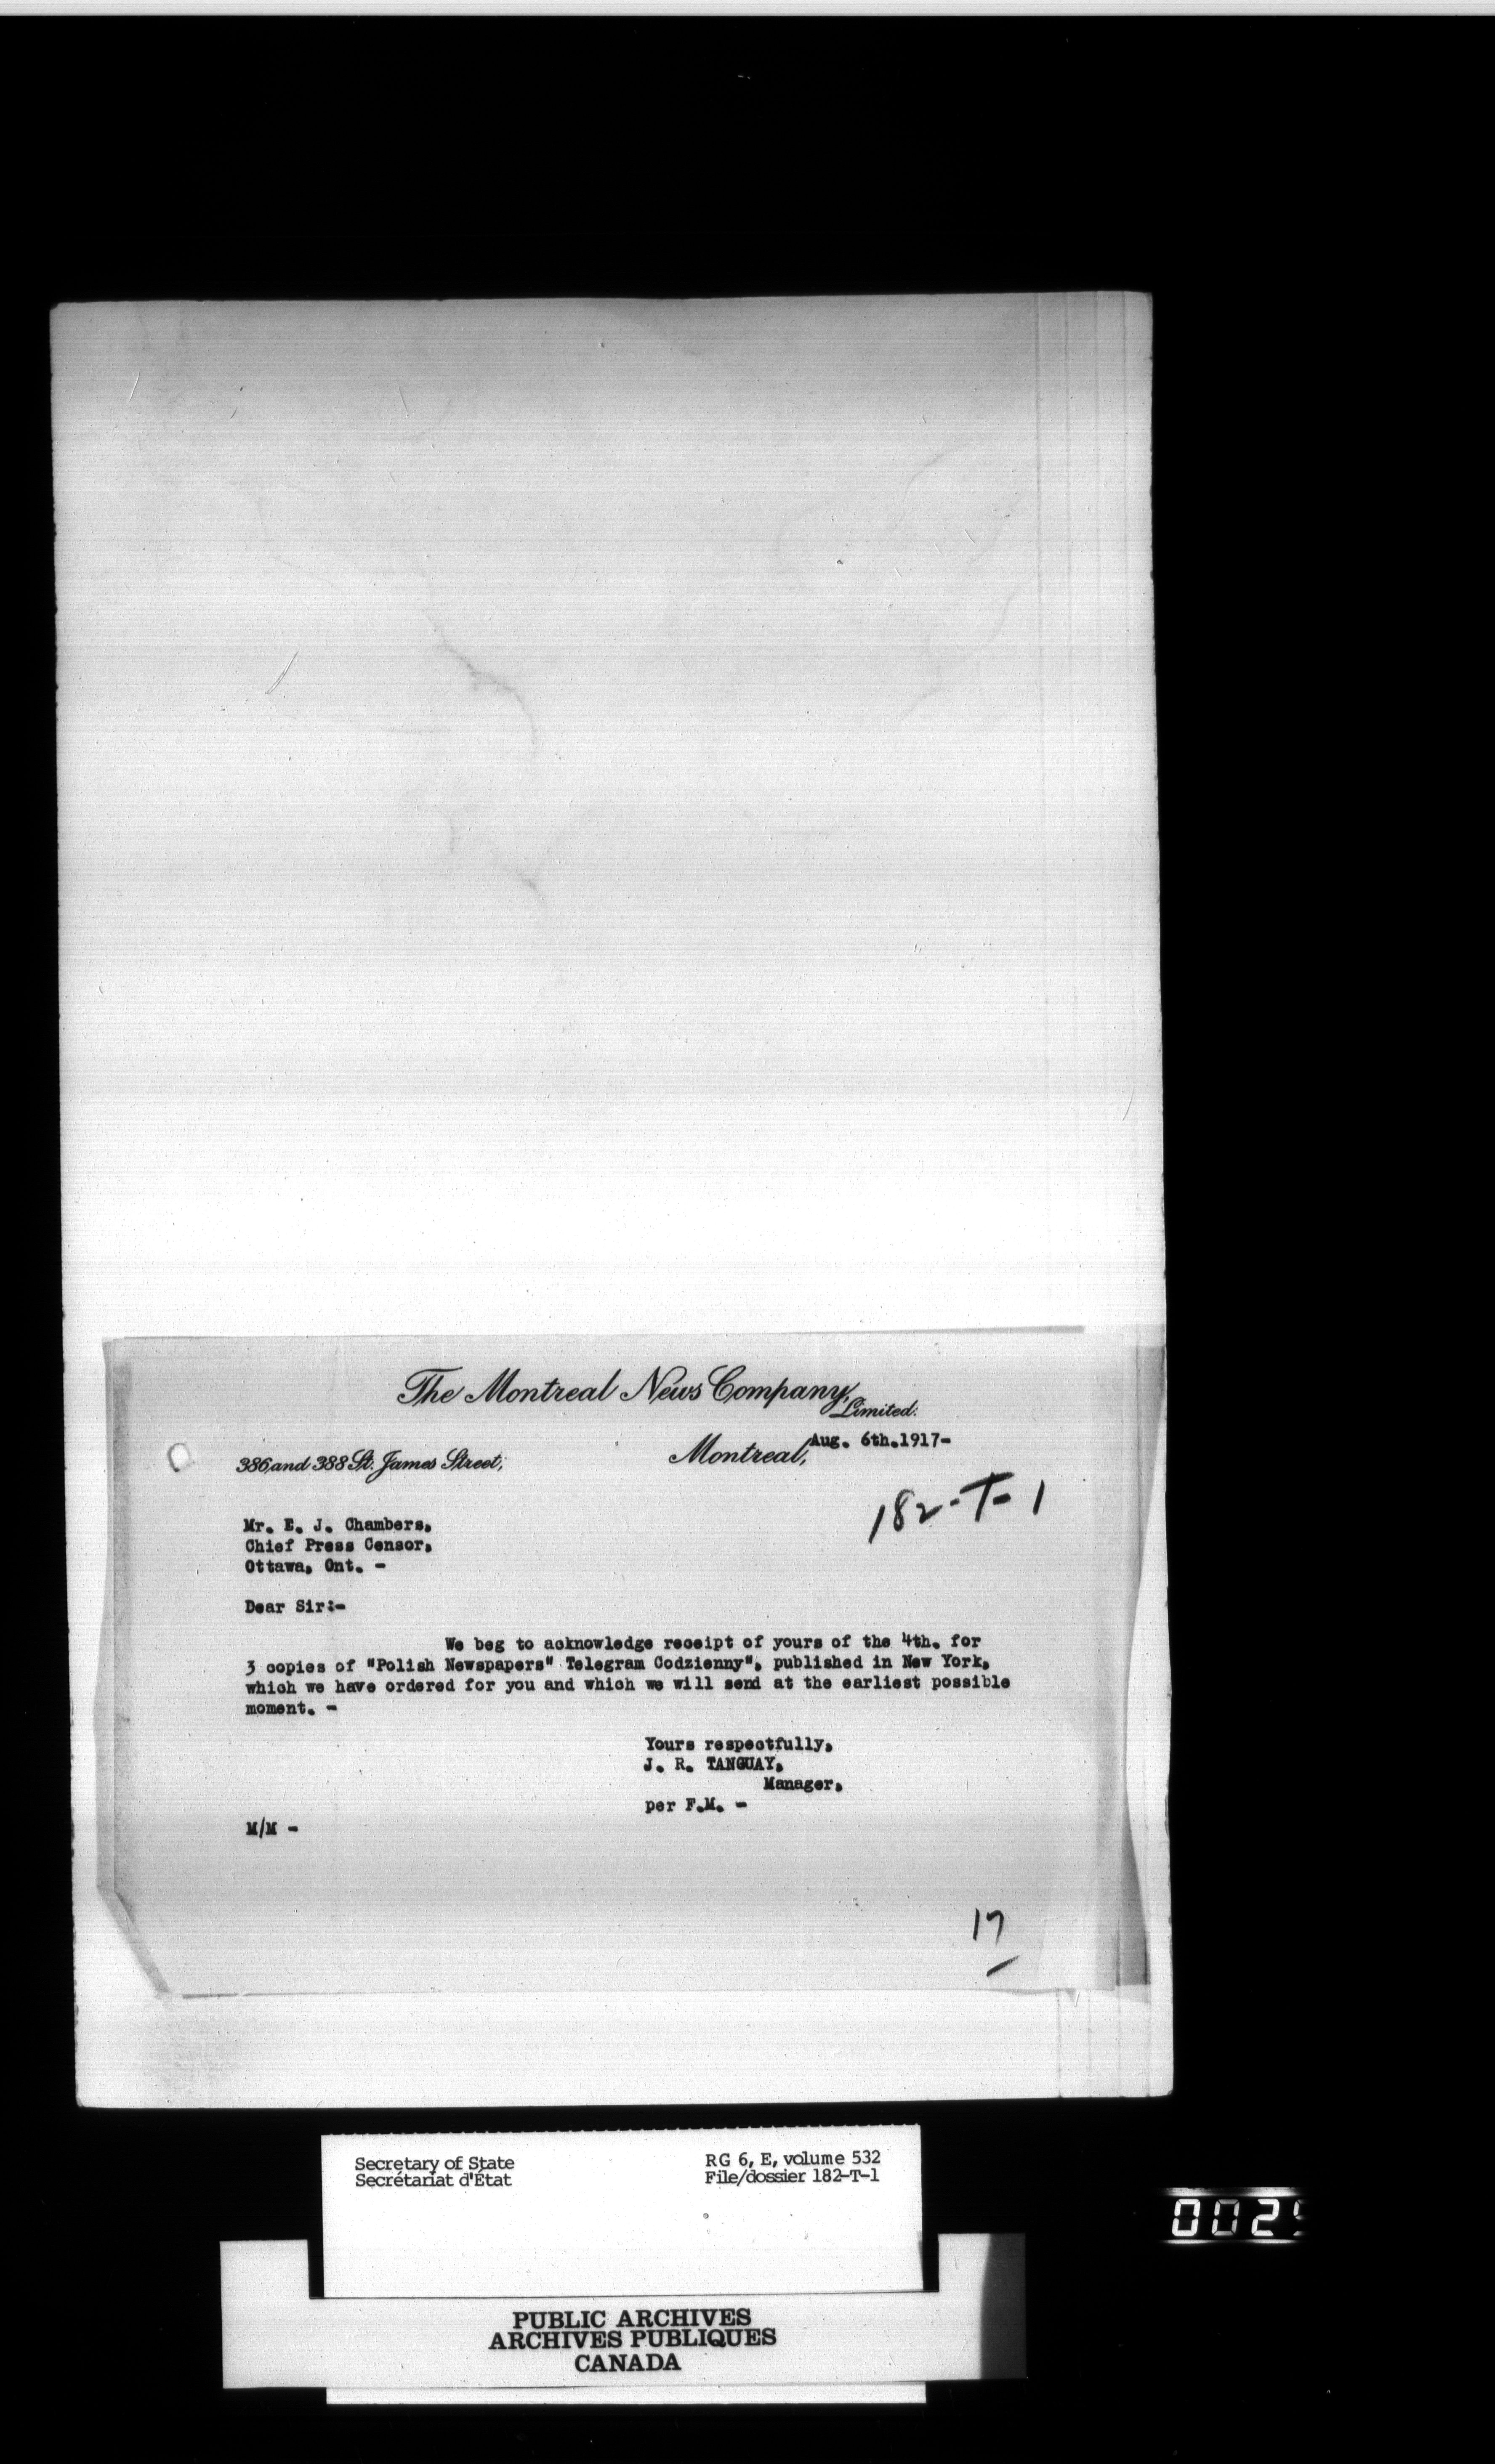 The Montreal News Company,
Limited.
386 and 388 St. James Street,
Montreal, Aug. 6th.1917-
182-T-1
Mr. E. J. Chambers,
Chief Press Censor,
Ottawa, Ont. -
Dear Sir:-
We beg to acknowledge receipt of yours of the 4th. for
3 copies of "Polish Newspapers" Telegram Codzienny", published in New York,
which we have ordered for you and which we will send at the earliest possible
moment. -
Yours respectfully,
J. R. TANGUAY,
Manager,
per F.M. -
M/M -
17
Secretary of State
Secrétariat d'État
RG 6, E, volume 532
File/dossier 182-T-1
PUBLIC ARCHIVES
ARCHIVES PUBLIQUES
CANADA
002